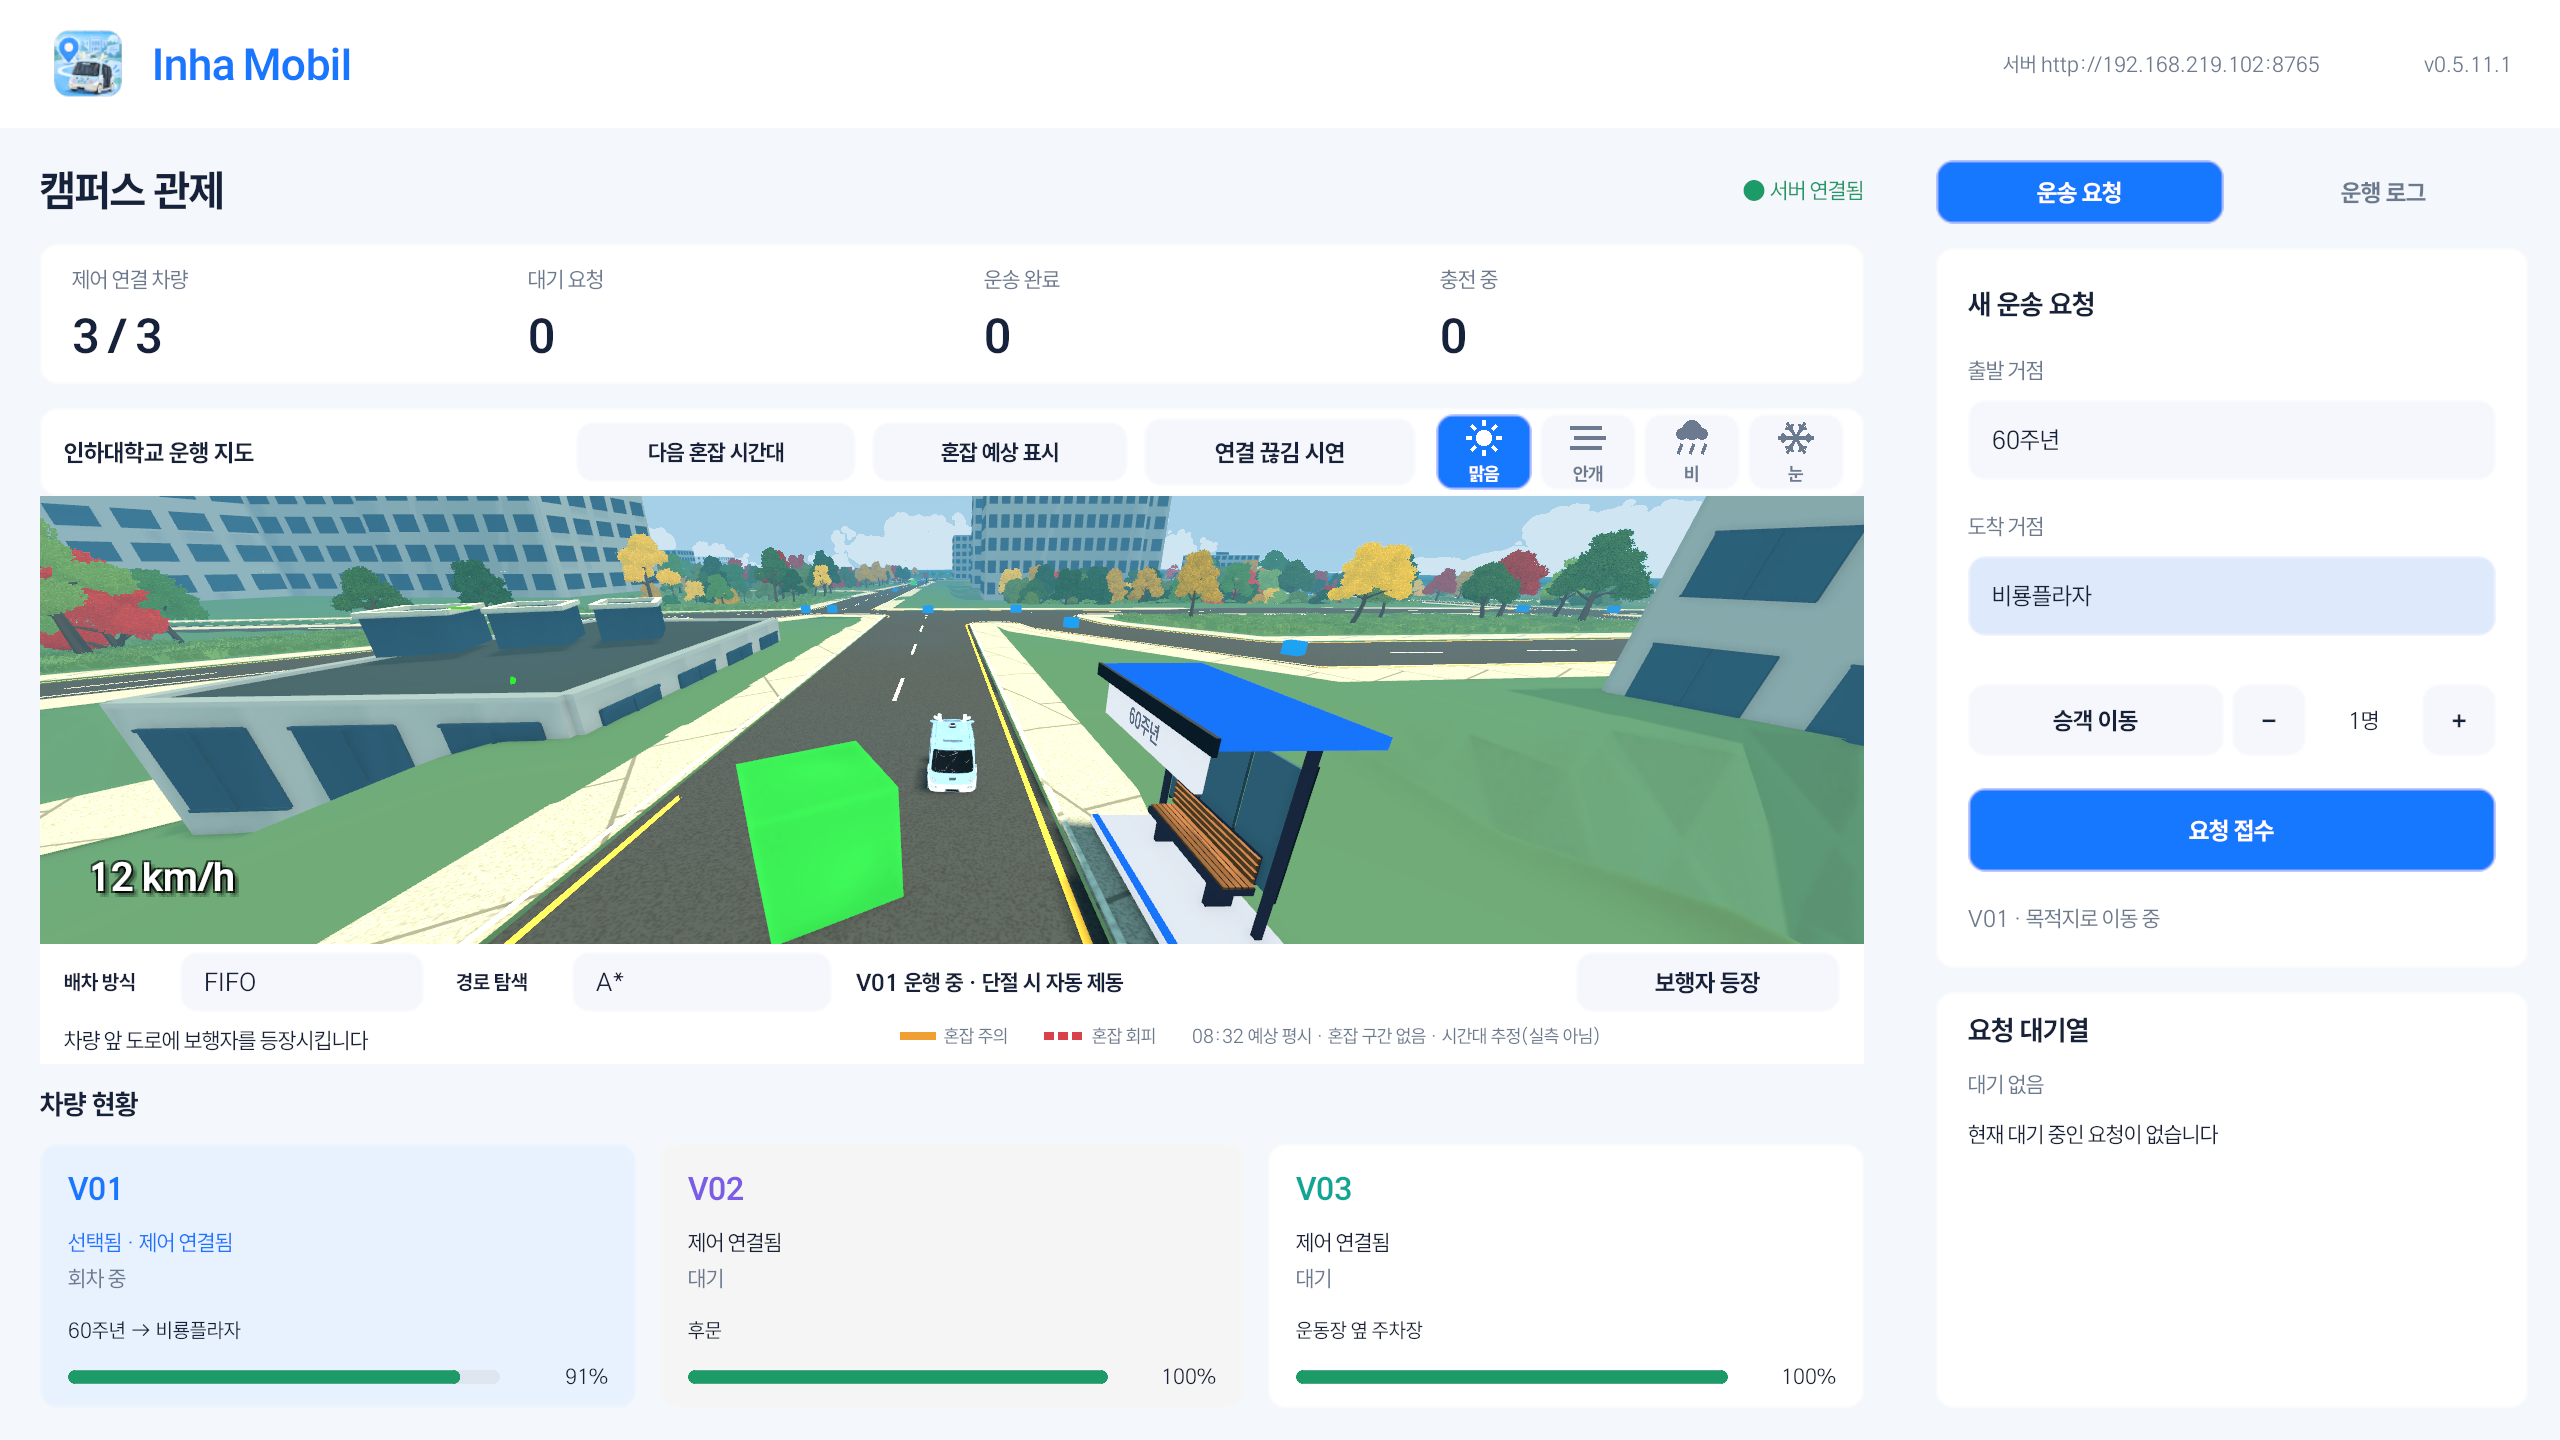 Inha Mobil
서버 http://192.168.219.102:8765
v0.5.11.1
캠퍼스 관제
서버 연결됨
제어 연결 차량
3 / 3
대기 요청
0
운송 완료
0
충전 중
0
인하대학교 운행 지도
다음 혼잡 시간대
혼잡 예상 표시
연결 끊김 시연
맑음
안개
비
눈
60주년
12 km/h
배차 방식
FIFO
경로 탐색
A*
V01 운행 중 · 단절 시 자동 제동
보행자 등장
차량 앞 도로에 보행자를 등장시킵니다
혼잡 주의
혼잡 회피
08:32 예상 평시 · 혼잡 구간 없음 · 시간대 추정(실측 아님)
차량 현황
V01
선택됨 · 제어 연결됨
회차 중
60주년 → 비룡플라자
91%
V02
제어 연결됨
대기
후문
100%
V03
제어 연결됨
대기
운동장 옆 주차장
100%
운송 요청
운행 로그
새 운송 요청
출발 거점
60주년
도착 거점
비룡플라자
승객 이동
−
1명
+
요청 접수
V01 · 목적지로 이동 중
요청 대기열
대기 없음
현재 대기 중인 요청이 없습니다